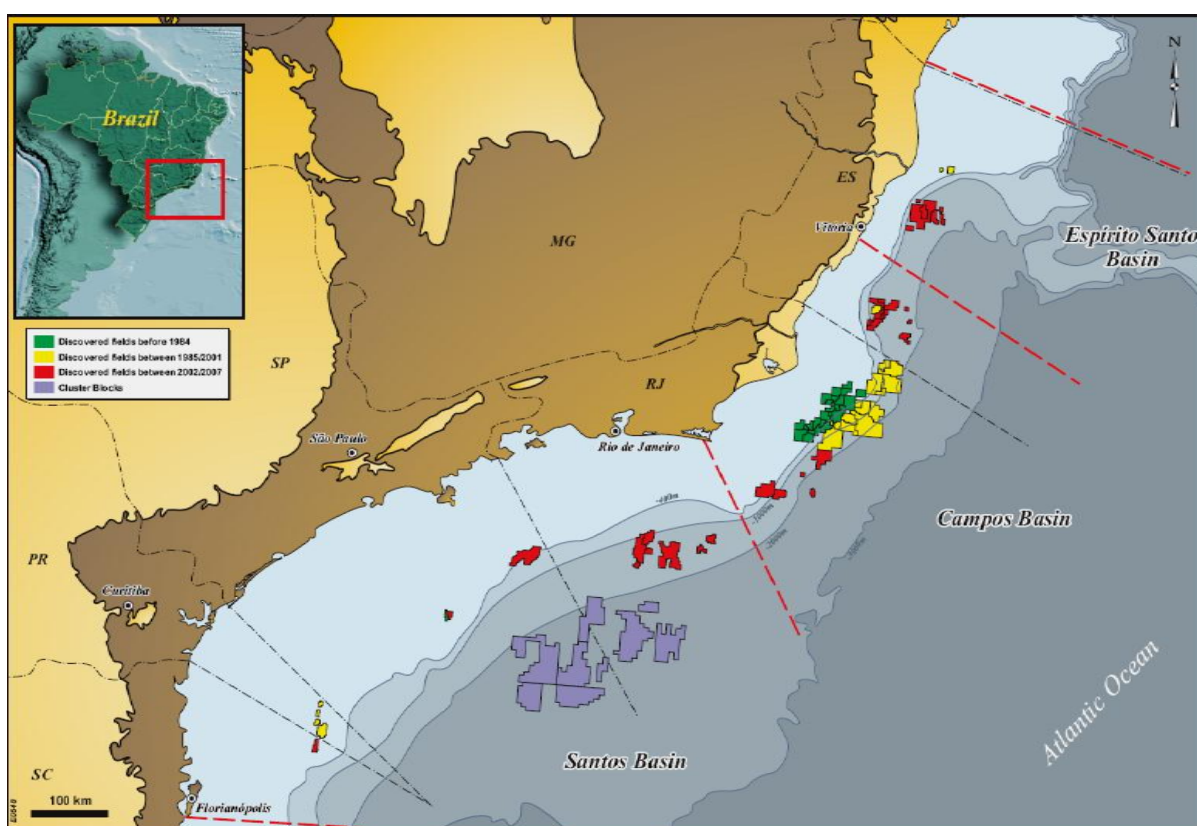 Brazil
N
ES
Vitória
Espírito Santo
Basin
MG
Discovered fields before 1984
Discovered fields between 1985/2001
Discovered fields between 2002/2007
Cluster Blocks
SP
RJ
São Paulo
Rio de Janeiro
-400m
-3000m
Campos Basin
PR
Curitiba
Atlantic Ocean
Santos Basin
SC
100 km
Florianópolis